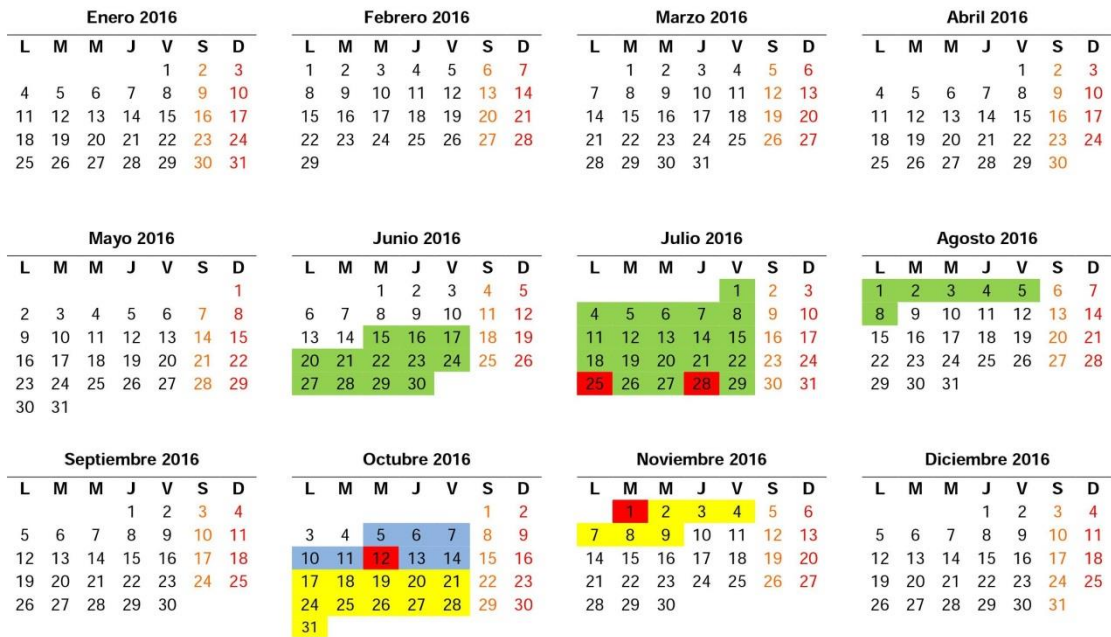 Enero 2016
L M M J V S D
1 2 3
4 5 6 7 8 9 10
11 12 13 14 15 16 17
18 19 20 21 22 23 24
25 26 27 28 29 30 31
Febrero 2016
L M M J V S D
1 2 3 4 5 6 7
8 9 10 11 12 13 14
15 16 17 18 19 20 21
22 23 24 25 26 27 28
29
Marzo 2016
L M M J V S D
1 2 3 4 5 6
7 8 9 10 11 12 13
14 15 16 17 18 19 20
21 22 23 24 25 26 27
28 29 30 31
Abril 2016
L M M J V S D
1 2 3
4 5 6 7 8 9 10
11 12 13 14 15 16 17
18 19 20 21 22 23 24
25 26 27 28 29 30
Mayo 2016
L M M J V S D
1
2 3 4 5 6 7 8
9 10 11 12 13 14 15
16 17 18 19 20 21 22
23 24 25 26 27 28 29
30 31
Junio 2016
L M M J V S D
1 2 3 4 5
6 7 8 9 10 11 12
13 14 15 16 17 18 19
20 21 22 23 24 25 26
27 28 29 30
Julio 2016
L M M J V S D
1 2 3
4 5 6 7 8 9 10
11 12 13 14 15 16 17
18 19 20 21 22 23 24
25 26 27 28 29 30 31
Agosto 2016
L M M J V S D
1 2 3 4 5 6 7
8 9 10 11 12 13 14
15 16 17 18 19 20 21
22 23 24 25 26 27 28
29 30 31
Septiembre 2016
L M M J V S D
1 2 3 4
5 6 7 8 9 10 11
12 13 14 15 16 17 18
19 20 21 22 23 24 25
26 27 28 29 30
Octubre 2016
L M M J V S D
1 2
3 4 5 6 7 8 9
10 11 12 13 14 15 16
17 18 19 20 21 22 23
24 25 26 27 28 29 30
31
Noviembre 2016
L M M J V S D
1 2 3 4 5 6
7 8 9 10 11 12 13
14 15 16 17 18 19 20
21 22 23 24 25 26 27
28 29 30
Diciembre 2016
L M M J V S D
1 2 3 4
5 6 7 8 9 10 11
12 13 14 15 16 17 18
19 20 21 22 23 24 25
26 27 28 29 30 31